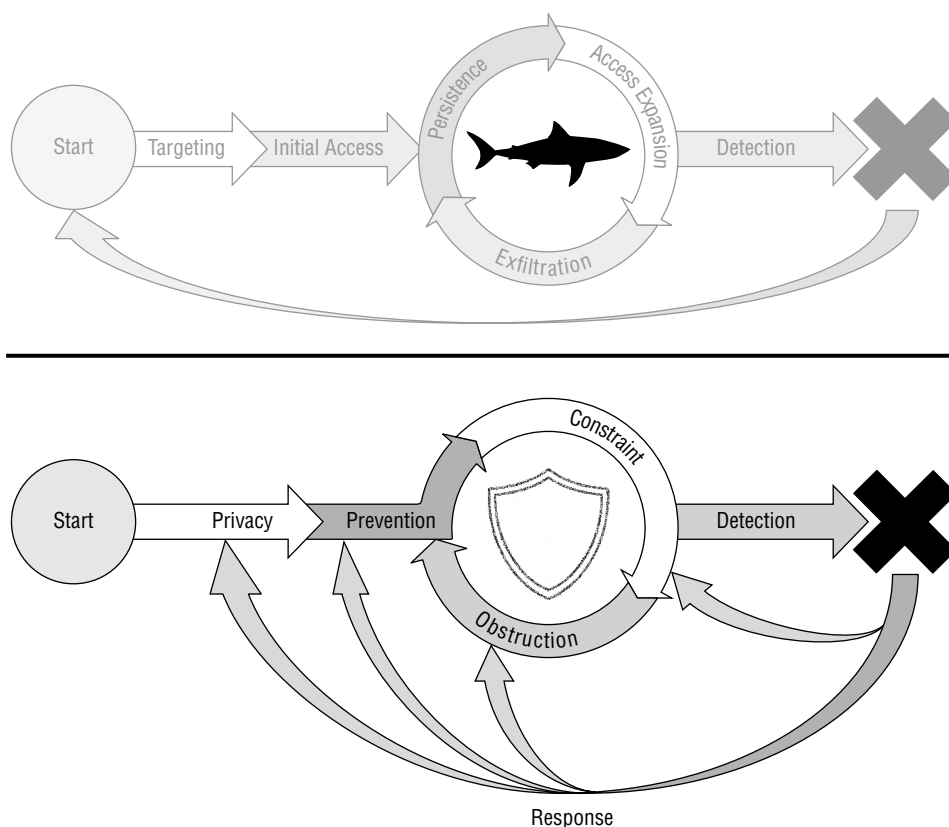 Start
Targeting
Initial Access
Persistence
Access Expansion
Exfiltration
Detection
Start
Privacy
Prevention
Constraint
Obstruction
Detection
Response